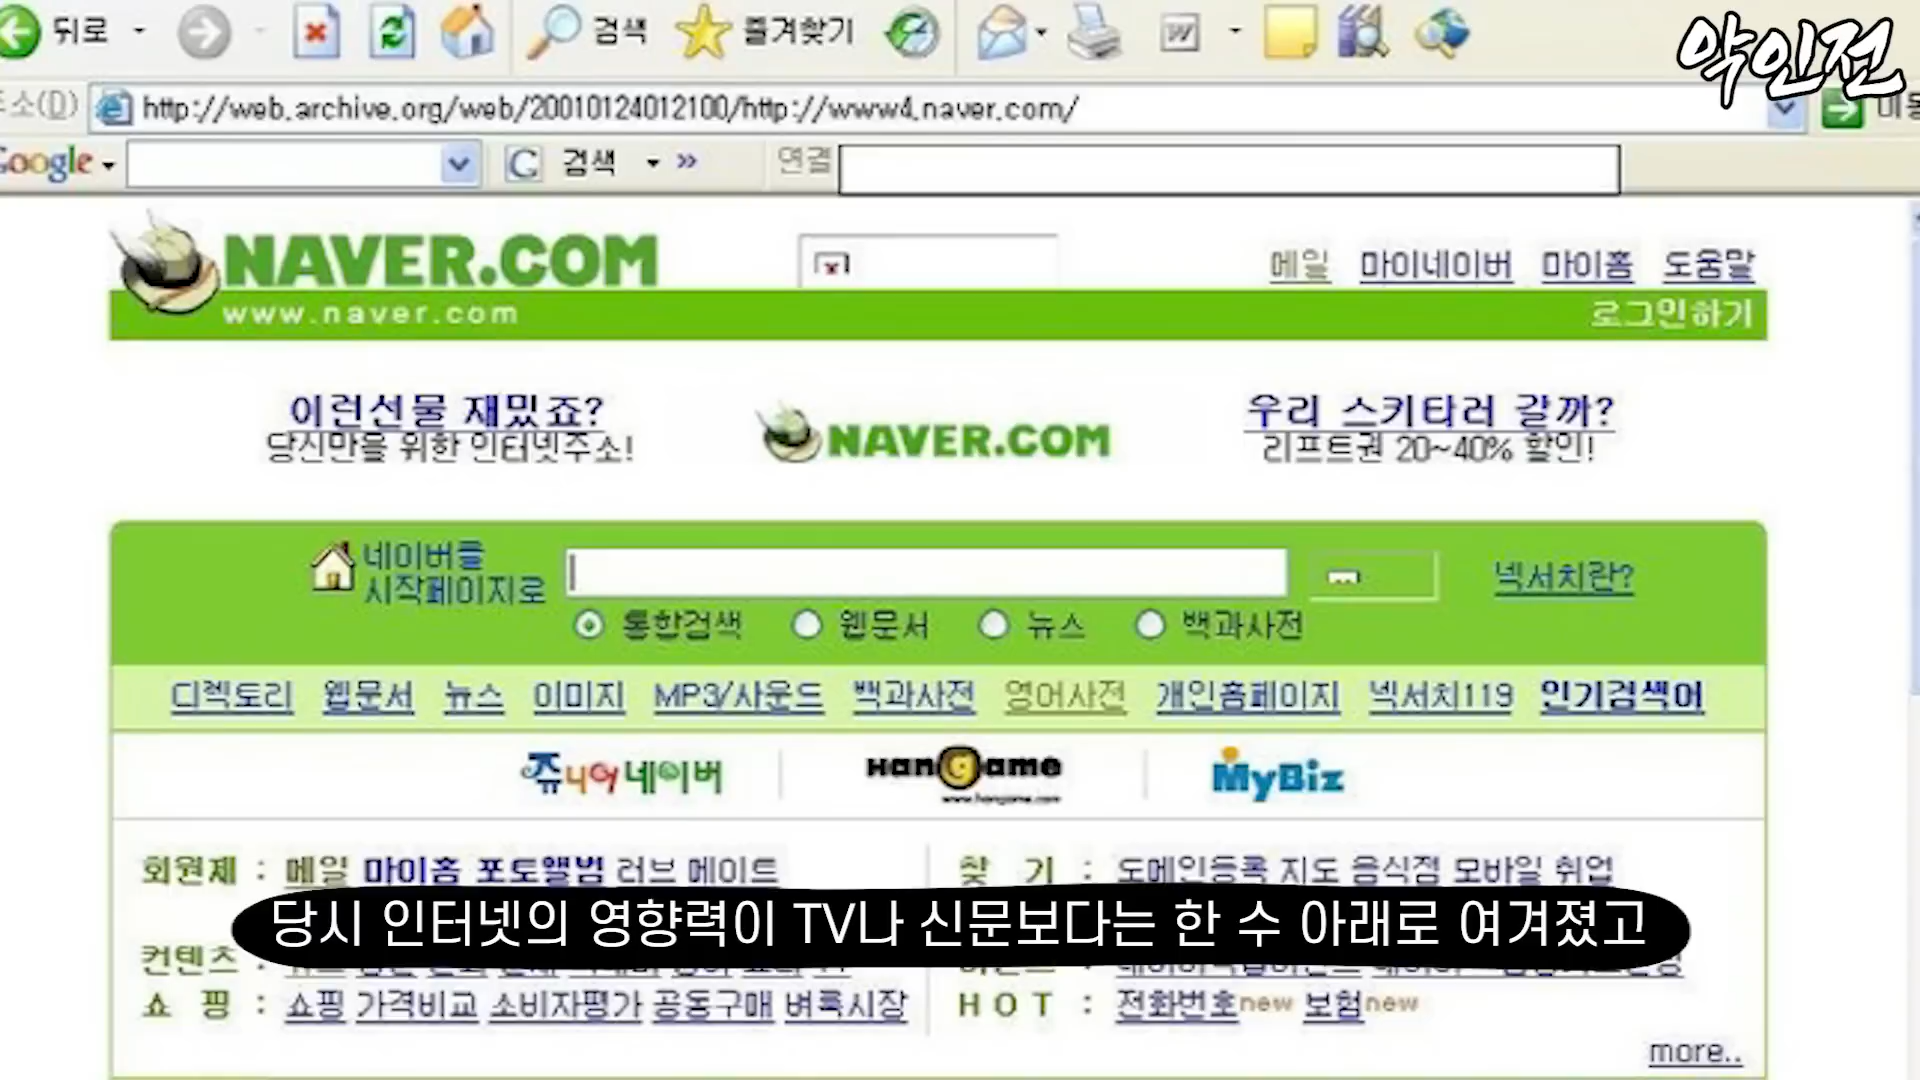 뒤로 검색 즐겨찾기
약인전
http://web.archive.org/web/20010124012100/http://www4.naver.com/
Google 검색 » 연결
NAVER.COM
www.naver.com
메일 마이네이버 마이홈 도움말
로그인하기
이런선물 재밌죠?
당신만을 위한 인터넷주소!
NAVER.COM
우리 스키타러 갈까?
리프트권 20~40% 할인!
네이버를
시작페이지로
넥서치란?
통합검색 웹문서 뉴스 백과사전
디렉토리 웹문서 뉴스 이미지 MP3/사운드 백과사전 영어사전 개인홈페이지 넥서치119 인기검색어
쥬니어네이버 HANGAME MyBiz
www.hangame.com
회원제 : 메일 마이홈 포토앨범 러브 메이트
찾 기 : 도메인등록 지도 음식점 모바일 취업
당시 인터넷의 영향력이 TV나 신문보다는 한 수 아래로 여겨졌고
컨텐츠 :
쇼 핑 : 쇼핑 가격비교 소비자평가 공동구매 벼룩시장
H O T : 전화번호new 보험new
more..